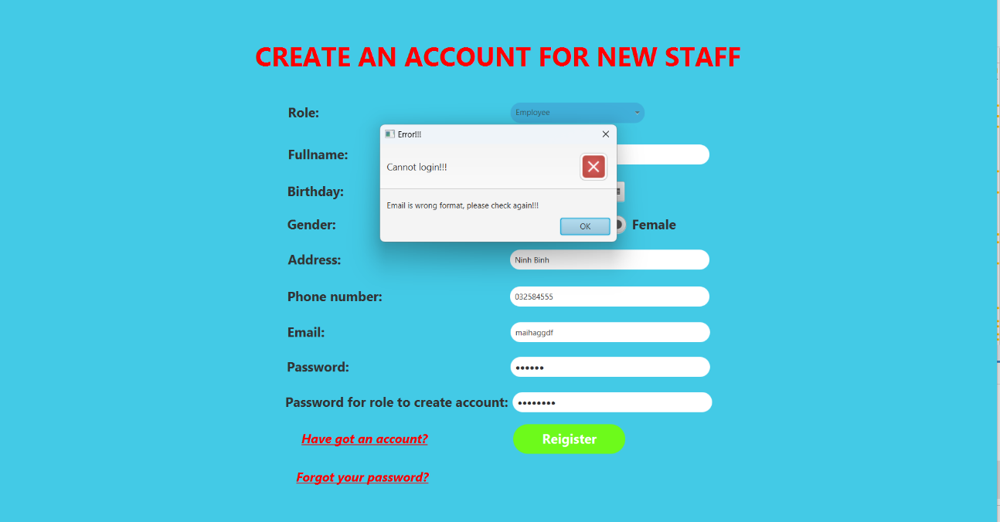 CREATE AN ACCOUNT FOR NEW STAFF
Role:
Employee
Error!!!
Fullname:
Cannot login!!!
Birthday:
Email is wrong format, please check again!!!
OK
Gender:
Female
Address:
Ninh Binh
Phone number:
032584555
Email:
maihaggdf
Password:
Password for role to create account:
Have got an account?
Reigister
Forgot your password?